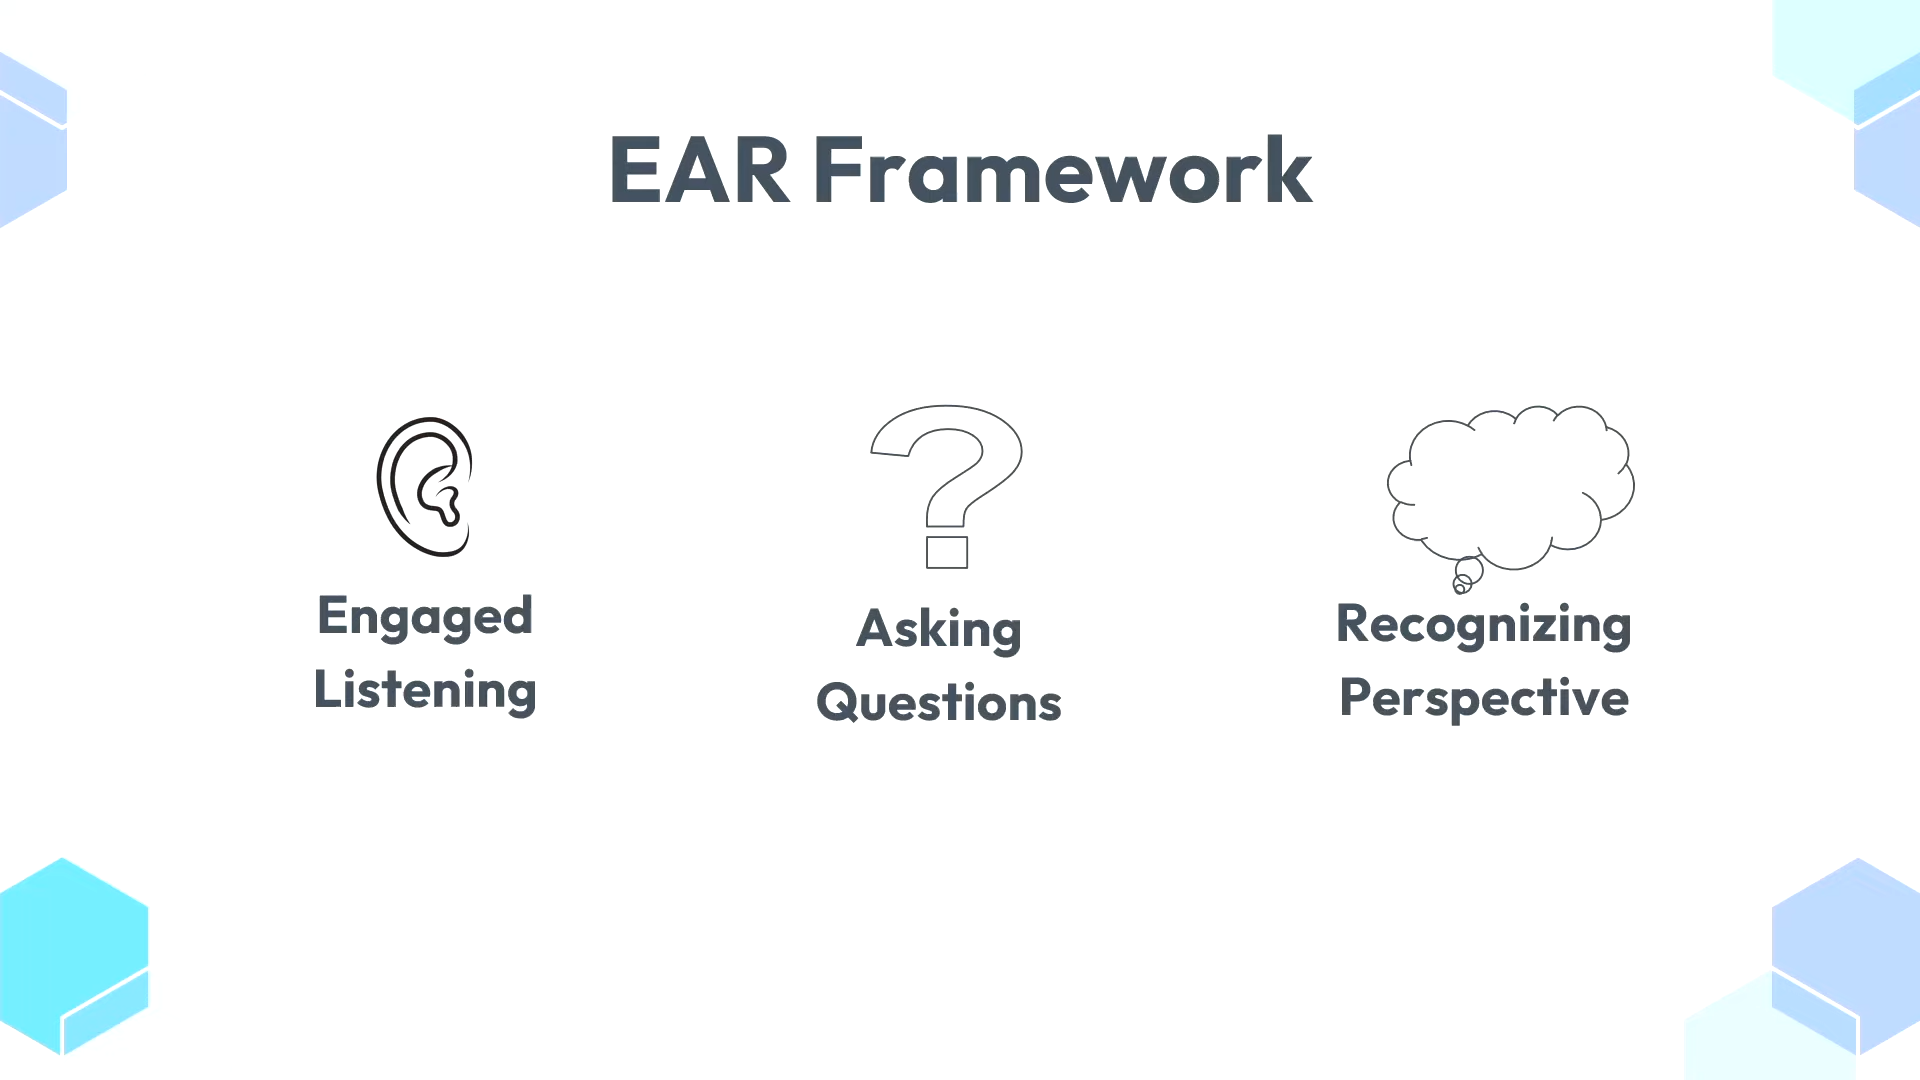 EAR Framework
Engaged
Listening
Asking
Questions
Recognizing
Perspective